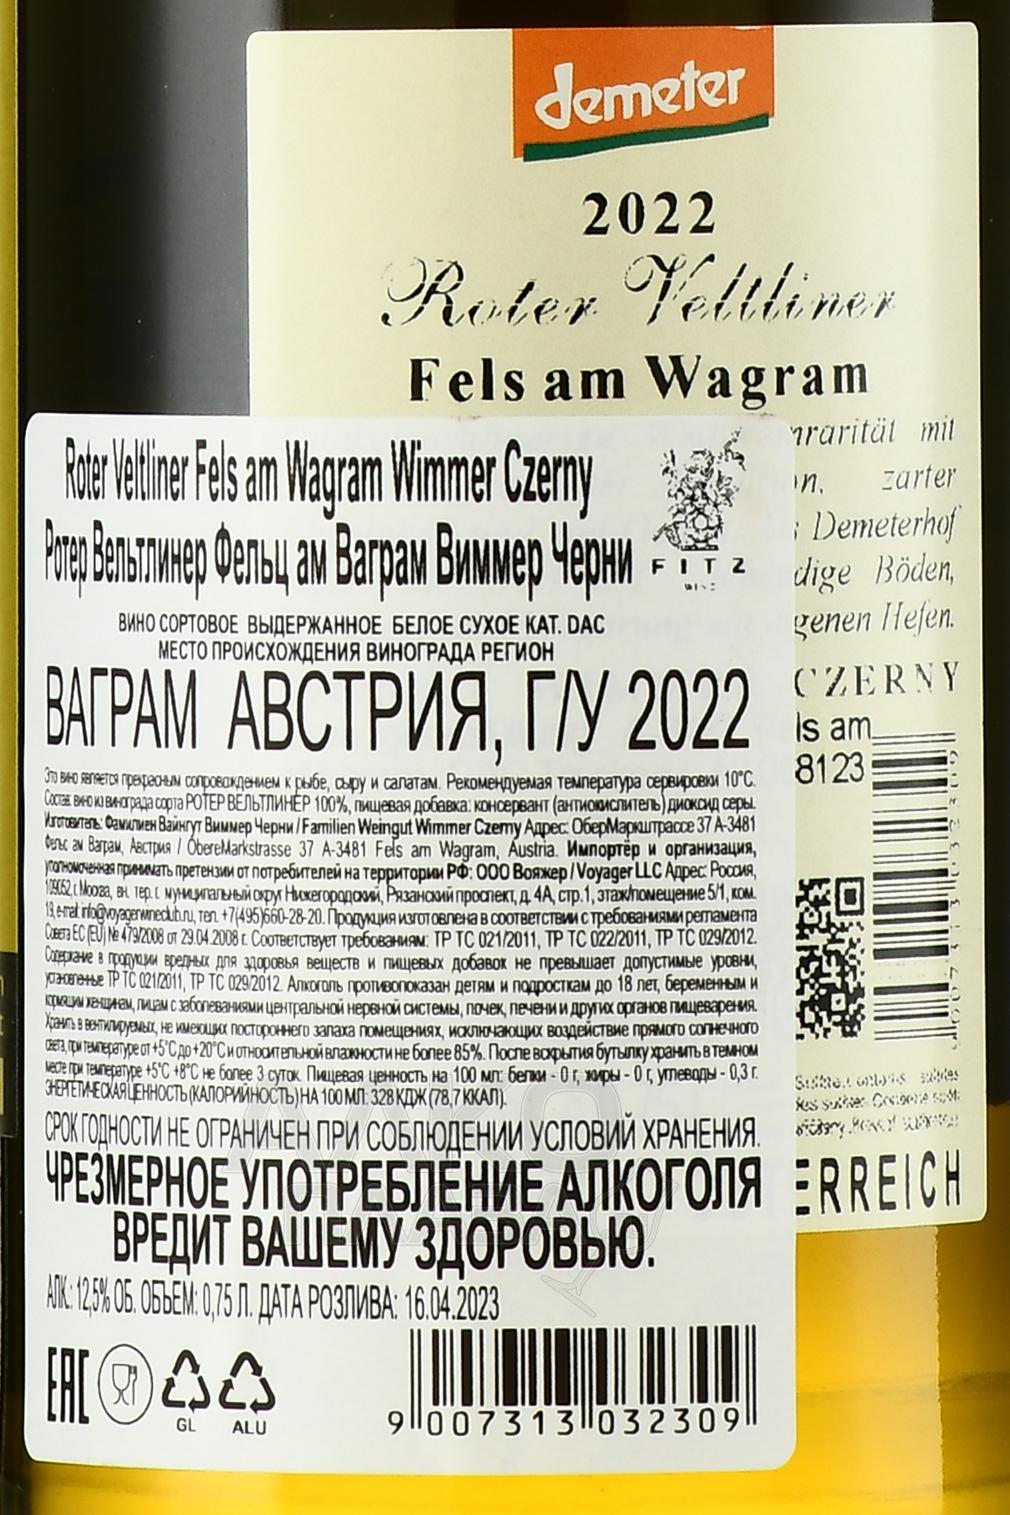 demeter
2022
Roter Veltliner
Fels am Wagram
mit
zarter
Demeterhof
Böden,
Hefen.
CZERNY
ls am
8123
ERREICH
Roter Veltliner Fels am Wagram Wimmer Czerny
Ротер Вельтлинер Фельц ам Ваграм Виммер Черни
FITZ
WINE
ВИНО СОРТОВОЕ ВЫДЕРЖАННОЕ БЕЛОЕ СУХОЕ КАТ. DAC
МЕСТО ПРОИСХОЖДЕНИЯ ВИНОГРАДА РЕГИОН
ВАГРАМ АВСТРИЯ, Г/У 2022
Это вино является прекрасным сопровождением к рыбе, сыру и салатам. Рекомендуемая температура сервировки 10°С.
Состав: вино из винограда сорта РОТЕР ВЕЛЬТЛИНЕР 100%, пищевая добавка: консервант (антиокислитель) диоксид серы.
Изготовитель: Фамилиен Вайнгут Виммер Черни / Familien Weingut Wimmer Czerny Адрес: ОберМаркштрассе 37 А-3481
Фельс ам Ваграм, Австрия / ObereMarkstrasse 37 A-3481 Fels am Wagram, Austria. Импортёр и организация,
уполномоченная принимать претензии от потребителей на территории РФ: ООО Вояжер / Voyager LLC Адрес: Россия,
109052, г. Москва, вн. тер. г. муниципальный округ Нижегородский, Рязанский проспект, д. 4А, стр. 1, этаж/помещение 5/1, ком.
19, e-mail: info@voyagerwineclub.ru, тел. +7(495)660-28-20. Продукция изготовлена в соответствии с требованиями регламента
Совета ЕС (EU) № 479/2008 от 29.04.2008 г. Соответствует требованиям: ТР ТС 021/2011, ТР ТС 022/2011, ТР ТС 029/2012.
Содержание в продукции вредных для здоровья веществ и пищевых добавок не превышает допустимые уровни,
установленные ТР ТС 021/2011, ТР ТС 029/2012. Алкоголь противопоказан детям и подросткам до 18 лет, беременным и
кормящим женщинам, лицам с заболеваниями центральной нервной системы, почек, печени и других органов пищеварения.
Хранить в вентилируемых, не имеющих постороннего запаха помещениях, исключающих воздействие прямого солнечного
света, при температуре от +5°С до +20°С и относительной влажности не более 85%. После вскрытия бутылку хранить в темном
месте при температуре +5°С +8°С не более 3 суток. Пищевая ценность на 100 мл: белки - 0 г, жиры - 0 г, углеводы - 0,3 г.
ЭНЕРГЕТИЧЕСКАЯ ЦЕННОСТЬ (КАЛОРИЙНОСТЬ) НА 100 МЛ: 328 КДЖ (78,7 ККАЛ).
СРОК ГОДНОСТИ НЕ ОГРАНИЧЕН ПРИ СОБЛЮДЕНИИ УСЛОВИЙ ХРАНЕНИЯ.
ЧРЕЗМЕРНОЕ УПОТРЕБЛЕНИЕ АЛКОГОЛЯ
ВРЕДИТ ВАШЕМУ ЗДОРОВЬЮ.
АЛК.: 12,5% ОБ. ОБЪЕМ: 0,75 Л. ДАТА РОЗЛИВА: 16.04.2023
EAC
GL
ALU
9 007313 032309